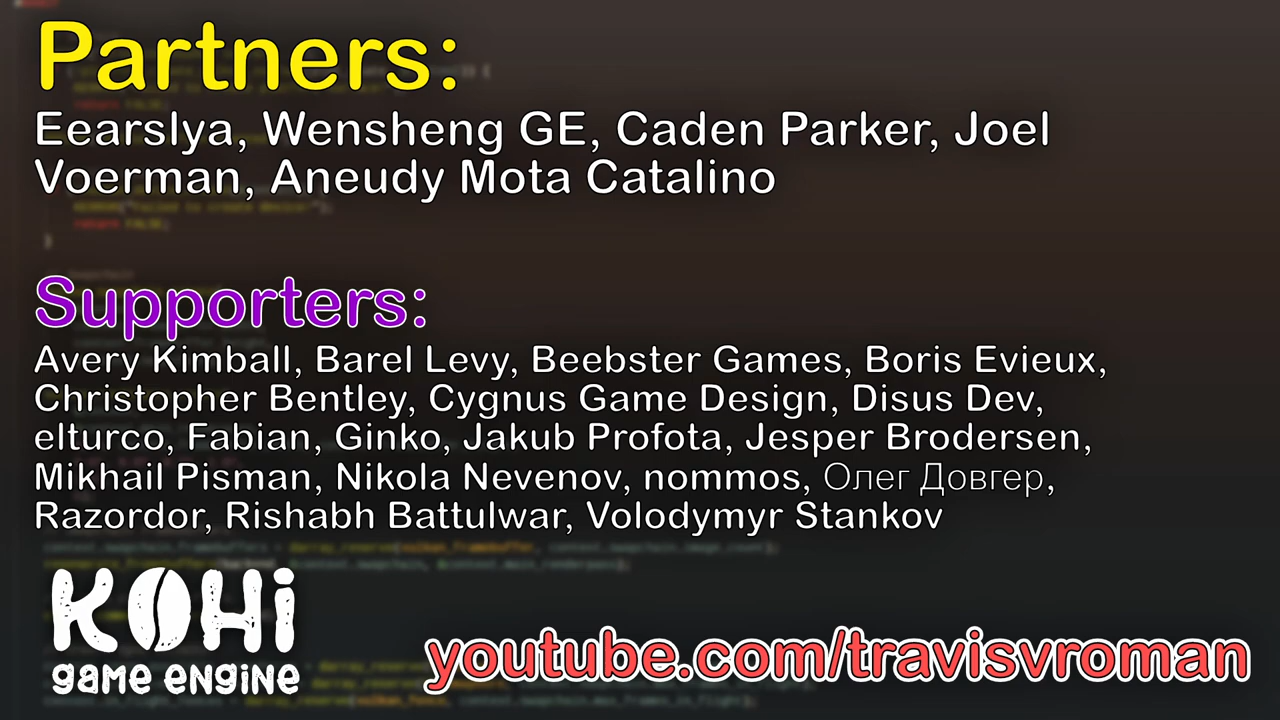 Partners:
Eearslya, Wensheng GE, Caden Parker, Joel
Voerman, Aneudy Mota Catalino
Supporters:
Avery Kimball, Barel Levy, Beebster Games, Boris Evieux,
Christopher Bentley, Cygnus Game Design, Disus Dev,
elturco, Fabian, Ginko, Jakub Profota, Jesper Brodersen,
Mikhail Pisman, Nikola Nevenov, nommos, Олег Довгер,
Razordor, Rishabh Battulwar, Volodymyr Stankov
KOHi
game engine
youtube.com/travisvroman